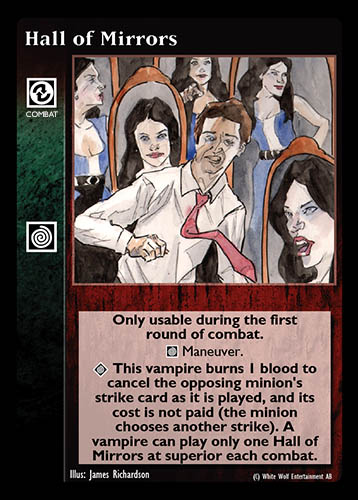 Hall of Mirrors
COMBAT
Only usable during the first
round of combat.
Maneuver.
This vampire burns 1 blood to
cancel the opposing minion's
strike card as it is played, and its
cost is not paid (the minion
chooses another strike). A
vampire can play only one Hall of
Mirrors at superior each combat.
Illus: James Richardson
(C) White Wolf Entertainment AB